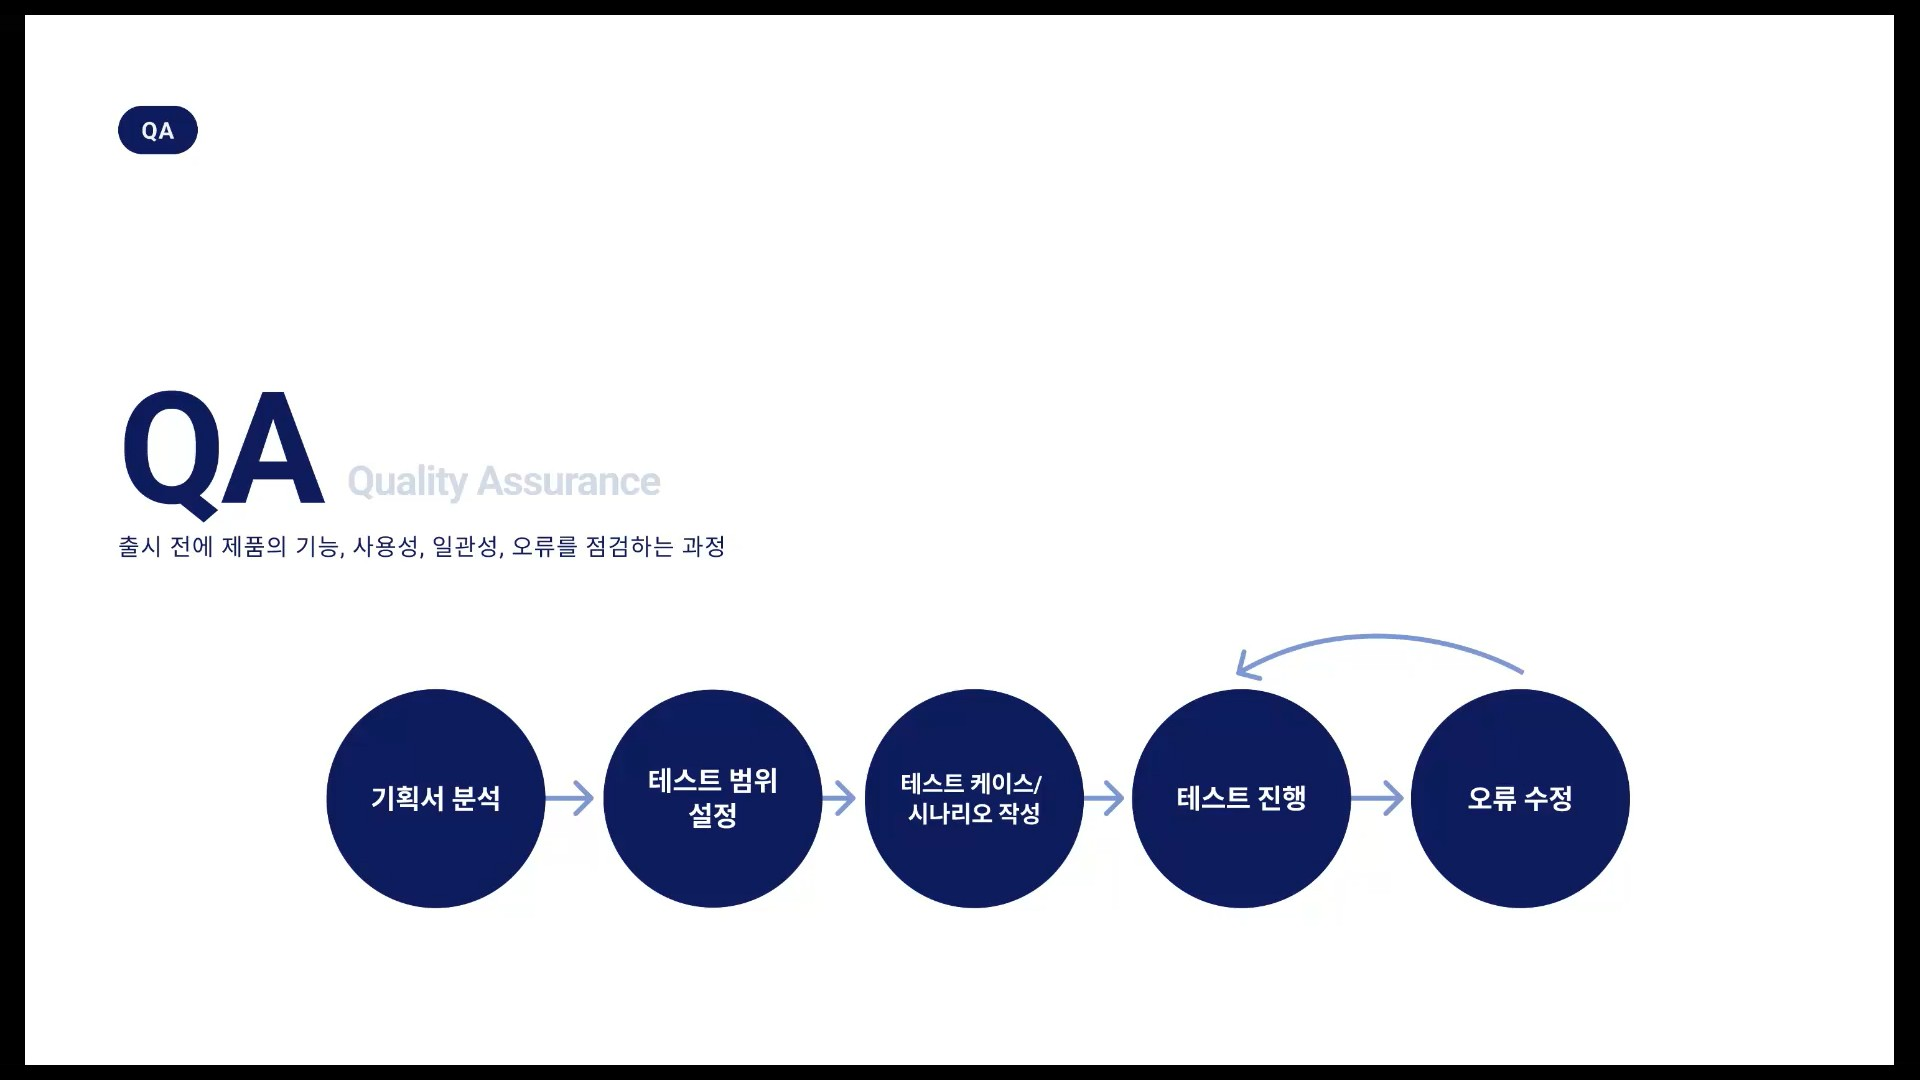 QA
QA Quality Assurance
출시 전에 제품의 기능, 사용성, 일관성, 오류를 점검하는 과정
기획서 분석
테스트 범위
설정
테스트 케이스/
시나리오 작성
테스트 진행
오류 수정